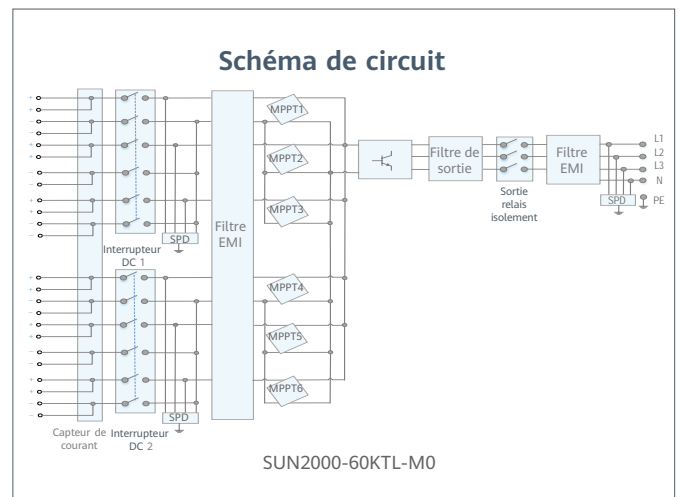 Schéma de circuit
+
+
−
−
+
+
−
−
+
+
−
−
+
+
−
−
+
+
−
−
+
+
−
−
MPPT1
MPPT2
MPPT3
MPPT4
MPPT5
MPPT6
Filtre
EMI
SPD
Interrupteur
DC 1
SPD
Capteur de
courant
Interrupteur
DC 2
Filtre de
sortie
Sortie
relais
isolement
Filtre
EMI
L1
L2
L3
N
SPD
PE
SUN2000-60KTL-M0